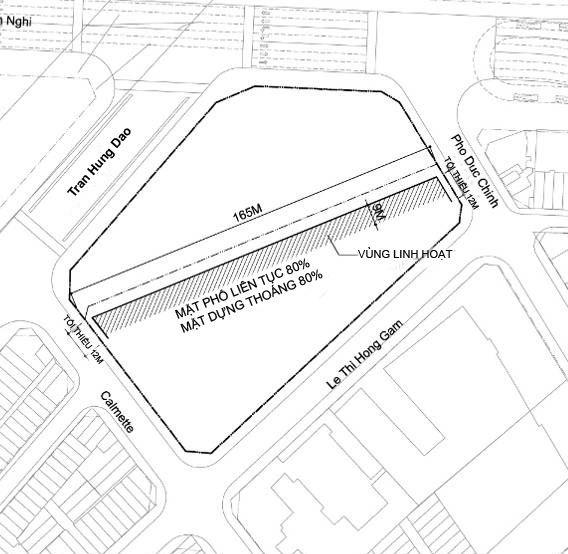 Nghi
Tran Hung Dao
Pho Duc Chinh
TỐI THIỂU 12M
165M
9M
VÙNG LINH HOẠT
MẶT PHỐ LIÊN TỤC 80%
MẶT DỰNG THOÁNG 80%
TỐI THIỂU 12M
Le Thi Hong Gam
Calmette